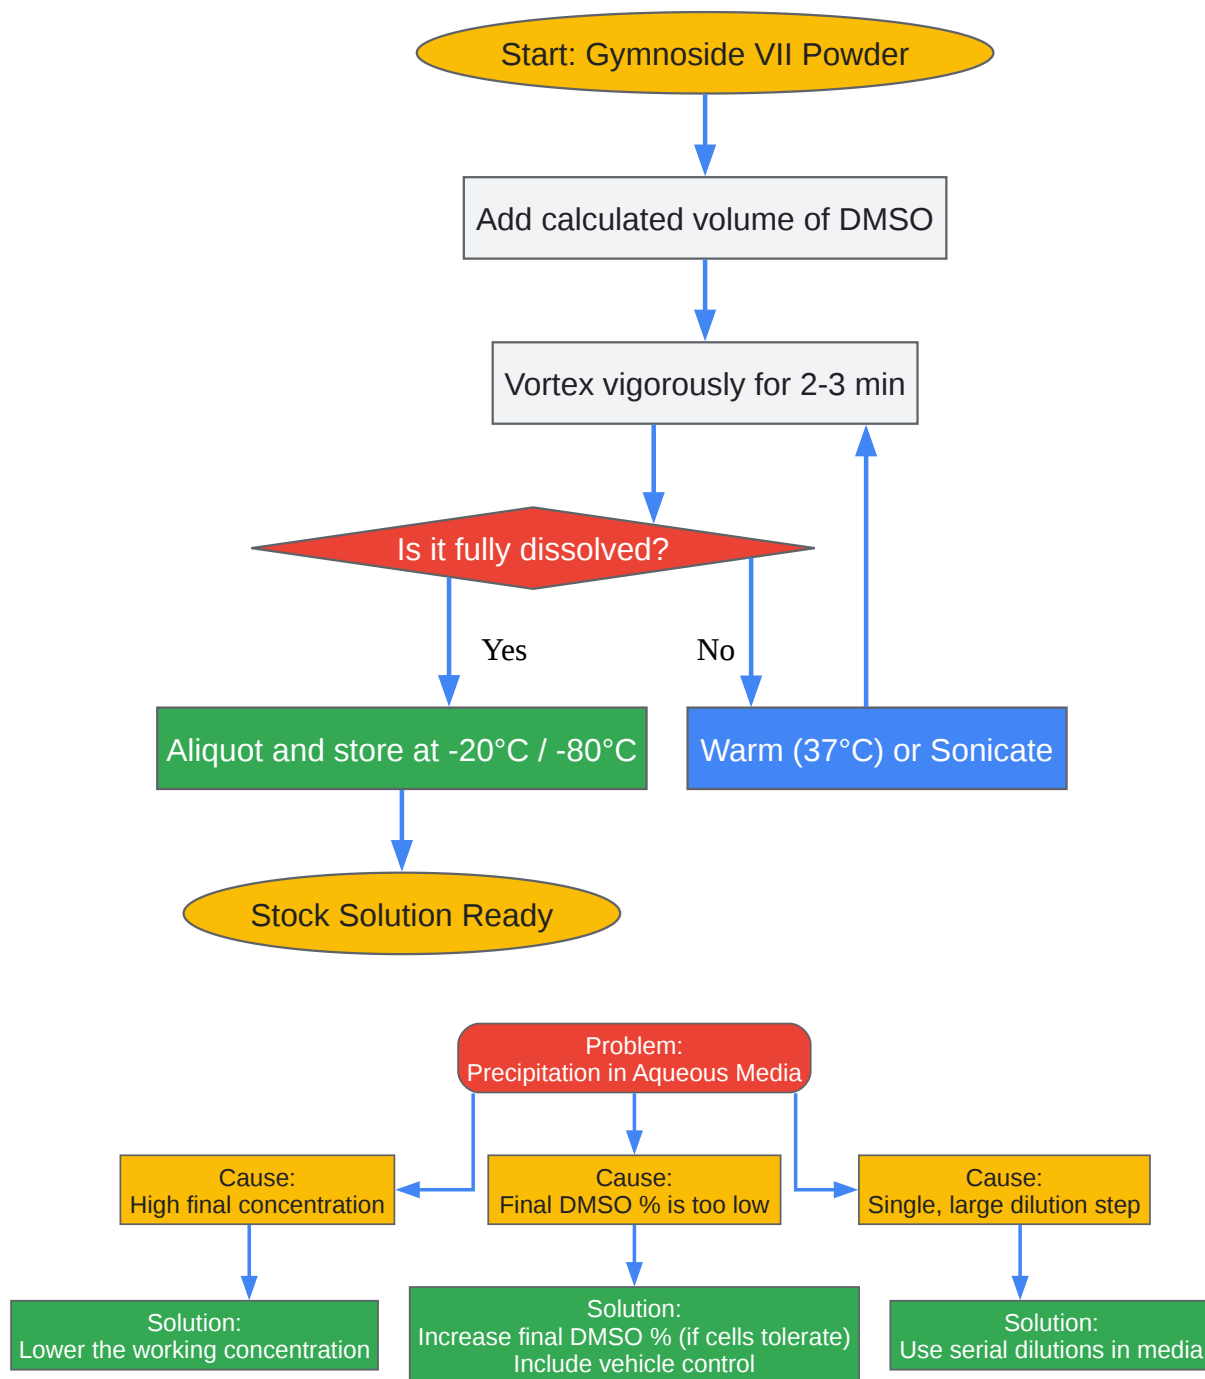 Start: Gymnoside VII Powder
Add calculated volume of DMSO
Vortex vigorously for 2-3 min
Is it fully dissolved?
Yes
No
Aliquot and store at -20°C / -80°C
Warm (37°C) or Sonicate
Stock Solution Ready
Problem:
Precipitation in Aqueous Media
Cause:
High final concentration
Cause:
Final DMSO % is too low
Cause:
Single, large dilution step
Solution:
Lower the working concentration
Solution:
Increase final DMSO % (if cells tolerate)
Include vehicle control
Solution:
Use serial dilutions in media